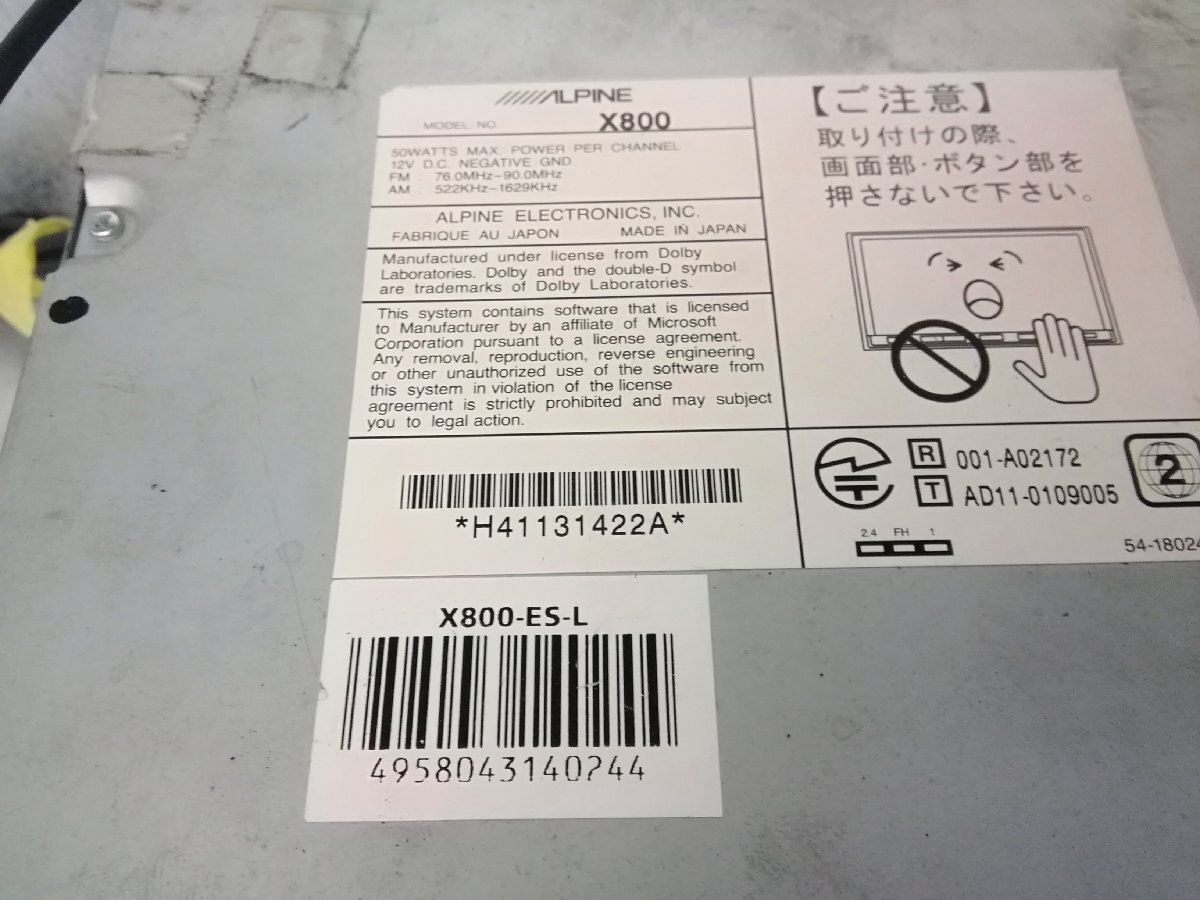 ALPINE
MODEL NO. X800
50WATTS MAX. POWER PER CHANNEL
12V D.C. NEGATIVE GND
FM : 76.0MHz-90.0MHz
AM : 522KHz-1629KHz
ALPINE ELECTRONICS, INC.
FABRIQUE AU JAPON MADE IN JAPAN
Manufactured under license from Dolby
Laboratories. Dolby and the double-D symbol
are trademarks of Dolby Laboratories.
This system contains software that is licensed
to Manufacturer by an affiliate of Microsoft
Corporation pursuant to a license agreement.
Any removal, reproduction, reverse engineering
or other unauthorized use of the software from
this system in violation of the license
agreement is strictly prohibited and may subject
you to legal action.
*H41131422A*
【ご注意】
取り付けの際、
画面部・ボタン部を
押さないで下さい。
R 001-A02172
T AD11-0109005
2
2.4 FH 1
54-18024
X800-ES-L
4958043140744